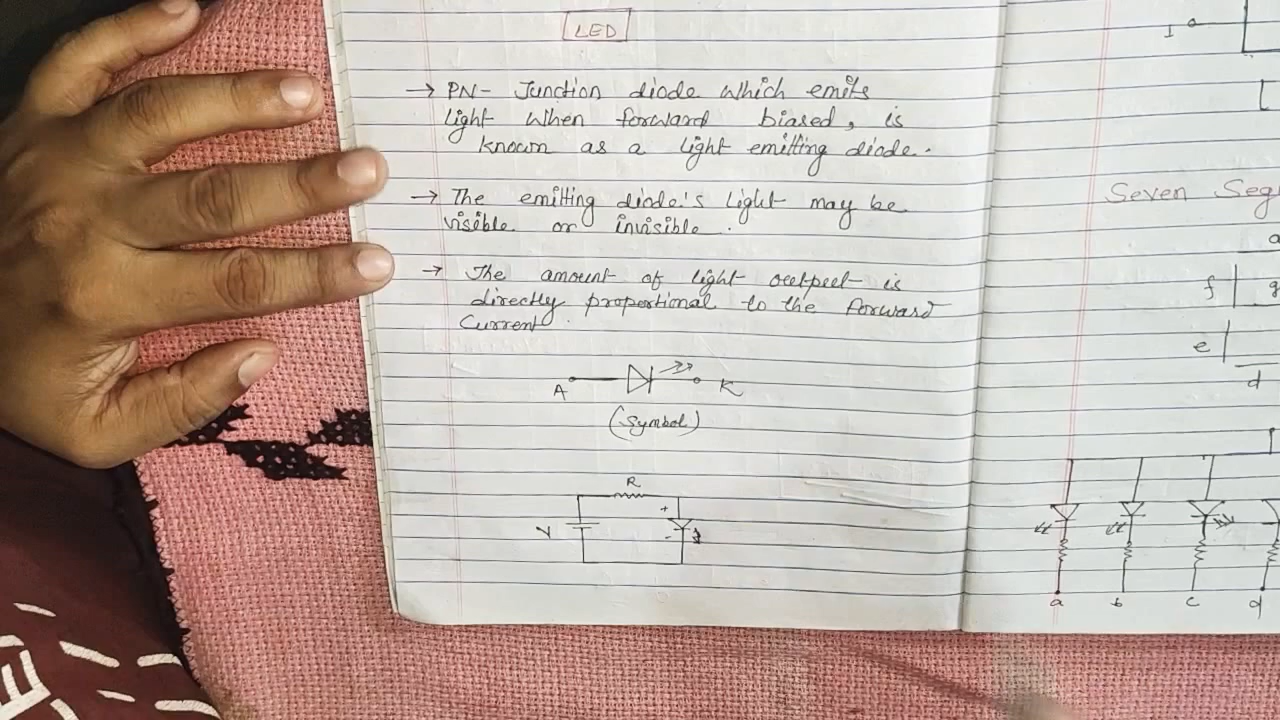 LED
→ PN- Junction diode which emits
light when forward biased, is
known as a light emitting diode.
→ The emitting diode's light may be
visible or invisible.
→ The amount of light output is
directly proportional to the forward
current.
A K
(Symbol)
R
V + -
I
Seven Seg
a
f g
e
d
a b c d